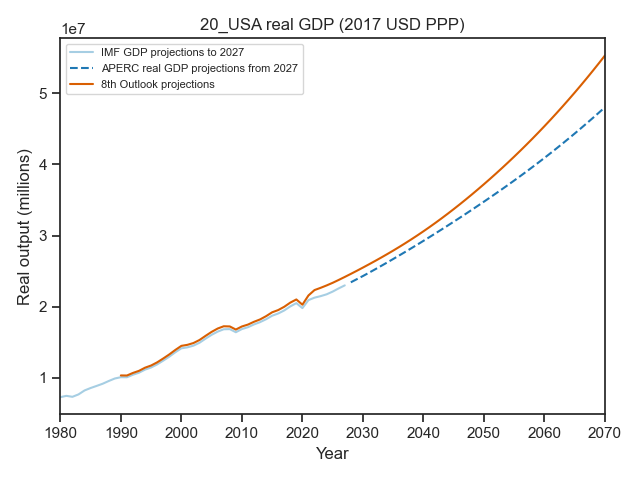 20_USA real GDP (2017 USD PPP)
1e7
IMF GDP projections to 2027
APERC real GDP projections from 2027
8th Outlook projections
Real output (millions)
5
4
3
2
1
1980 1990 2000 2010 2020 2030 2040 2050 2060 2070
Year